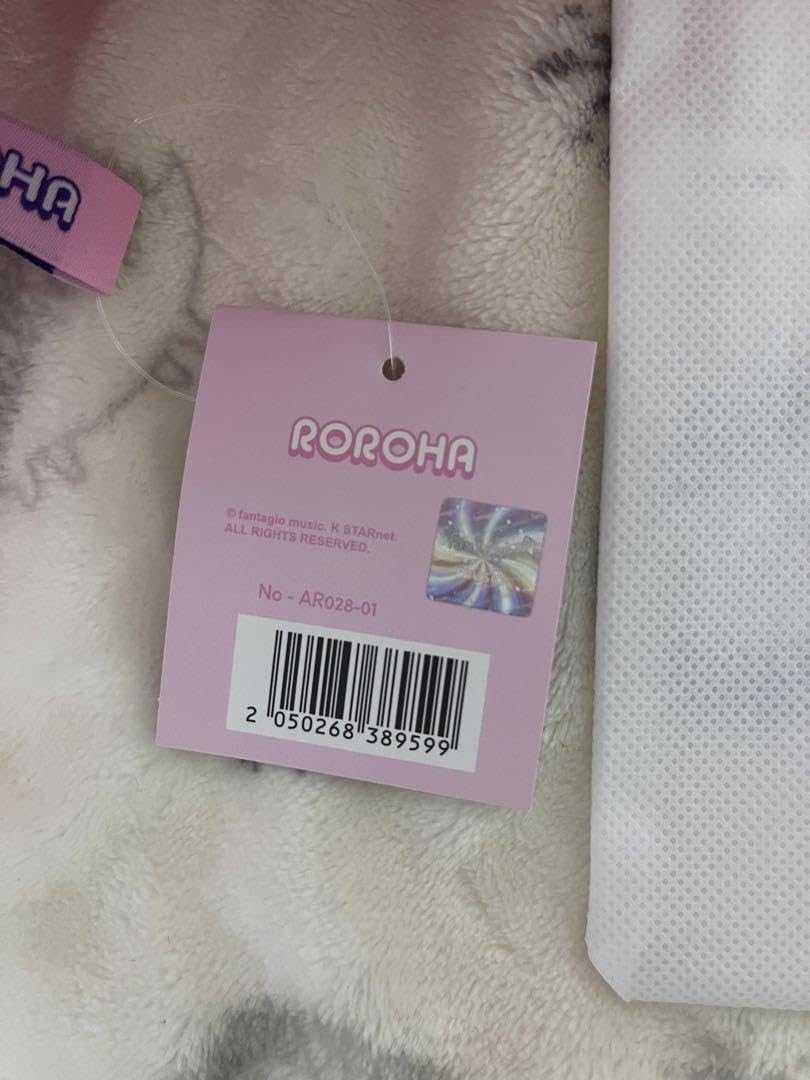 HA
ROROHA
© fantagio music. K STARnet.
ALL RIGHTS RESERVED.
No - AR028-01
2 050268 389599